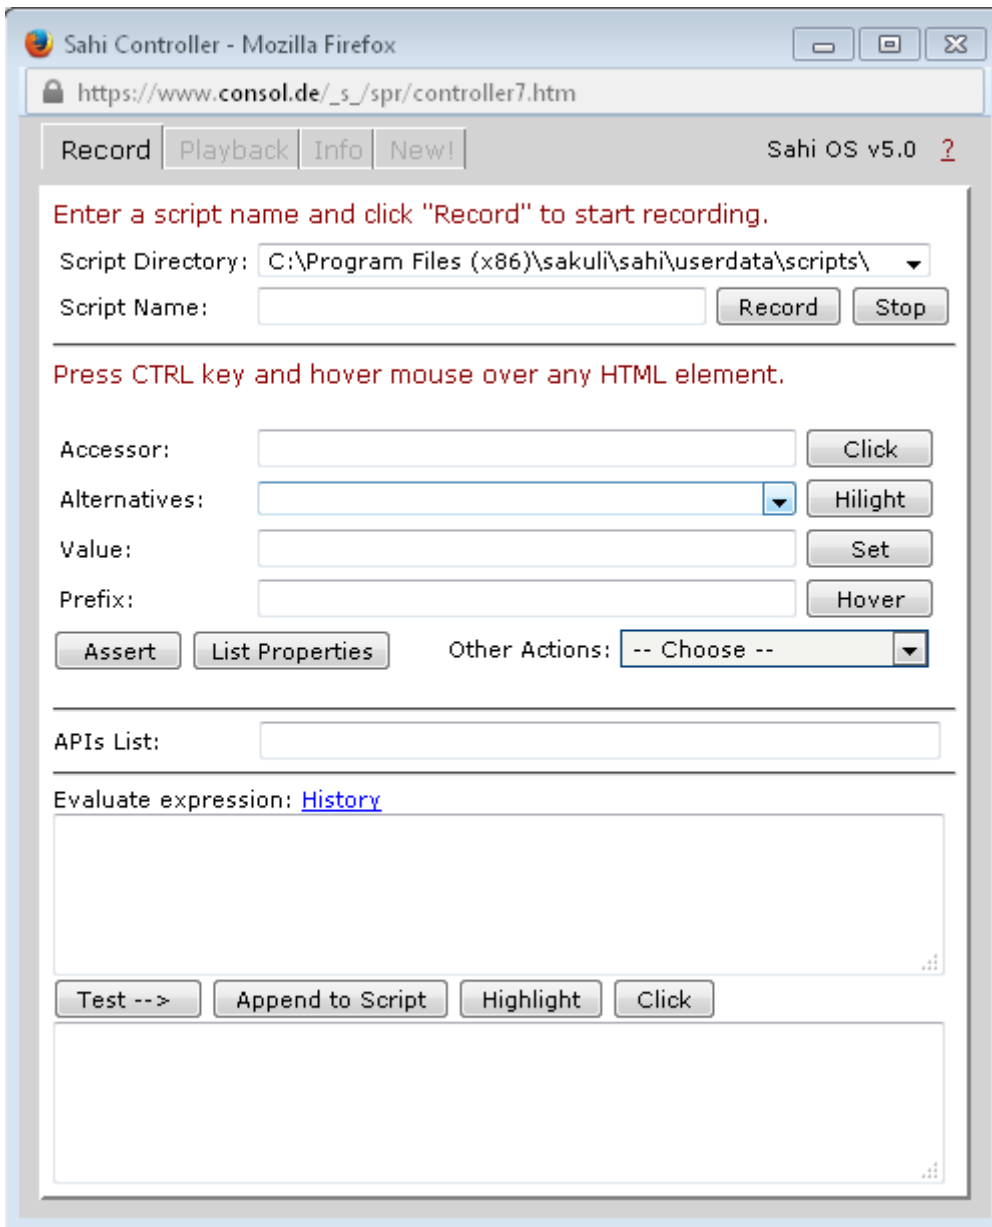 Sahi Controller - Mozilla Firefox
https://www.consol.de/_s_/spr/controller7.htm
Record Playback Info New! Sahi OS v5.0 ?
Enter a script name and click "Record" to start recording.
Script Directory: C:\Program Files (x86)\sakuli\sahi\userdata\scripts\
Script Name: Record Stop
Press CTRL key and hover mouse over any HTML element.
Accessor: Click
Alternatives: Hilight
Value: Set
Prefix: Hover
Assert List Properties Other Actions: -- Choose --
APIs List:
Evaluate expression: History
Test --> Append to Script Highlight Click